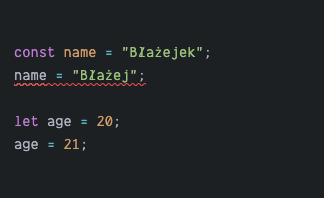 const name = "Błażejek";
name = "Błażej";
let age = 20;
age = 21;